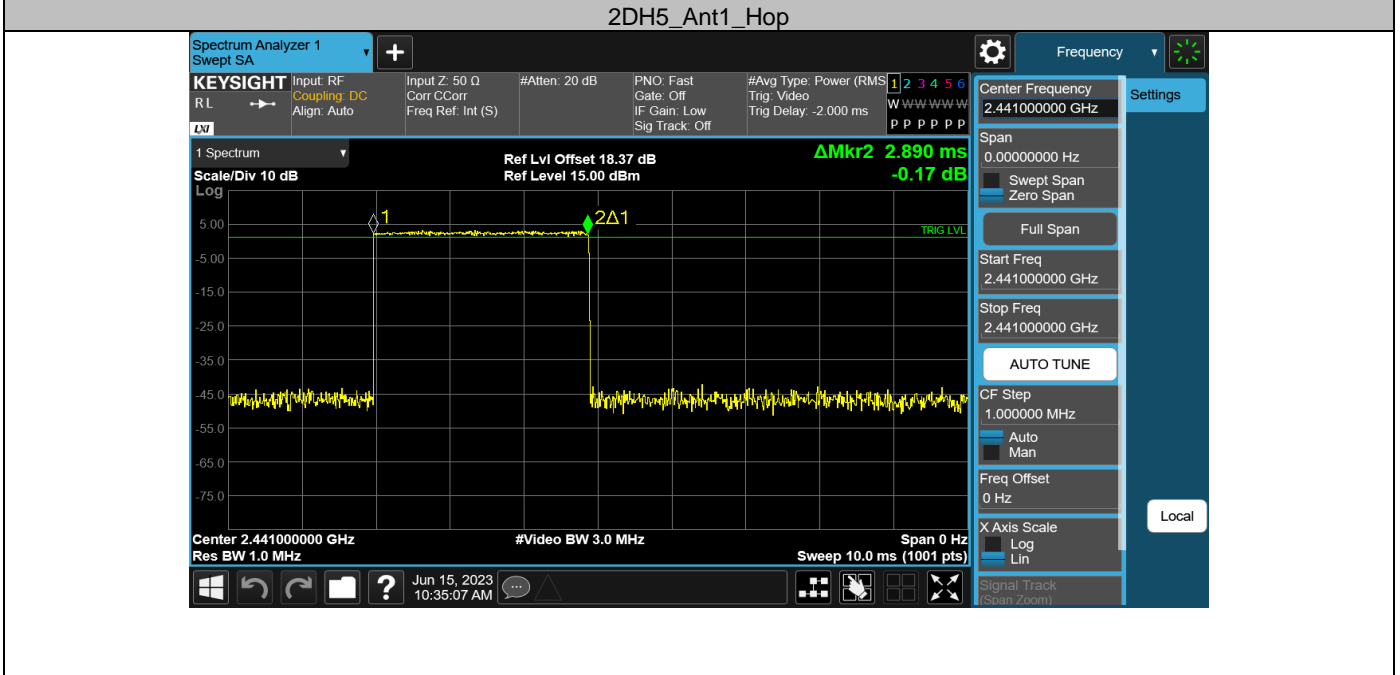 2DH5_Ant1_Hop
Spectrum Analyzer 1
Swept SA
+
Frequency
KEYSIGHT
RL
LXI
Input: RF
Coupling: DC
Align: Auto
Input Z: 50 Ω
Corr CCorr
Freq Ref: Int (S)
#Atten: 20 dB
PNO: Fast
Gate: Off
IF Gain: Low
Sig Track: Off
#Avg Type: Power (RMS
Trig: Video
Trig Delay: -2.000 ms
1 2 3 4 5 6
W W W W W W
P P P P P P
1 Spectrum
Scale/Div 10 dB
Ref Lvl Offset 18.37 dB
Ref Level 15.00 dBm
ΔMkr2 2.890 ms
-0.17 dB
Log
1
2Δ1
TRIG LVL
5.00
-5.00
-15.0
-25.0
-35.0
-45.0
-55.0
-65.0
-75.0
Center 2.441000000 GHz
#Video BW 3.0 MHz
Span 0 Hz
Res BW 1.0 MHz
Sweep 10.0 ms (1001 pts)
?
Jun 15, 2023
10:35:07 AM
Center Frequency
2.441000000 GHz
Settings
Span
0.00000000 Hz
Swept Span
Zero Span
Full Span
Start Freq
2.441000000 GHz
Stop Freq
2.441000000 GHz
AUTO TUNE
CF Step
1.000000 MHz
Auto
Man
Freq Offset
0 Hz
X Axis Scale
Log
Lin
Local
Signal Track
(Span Zoom)